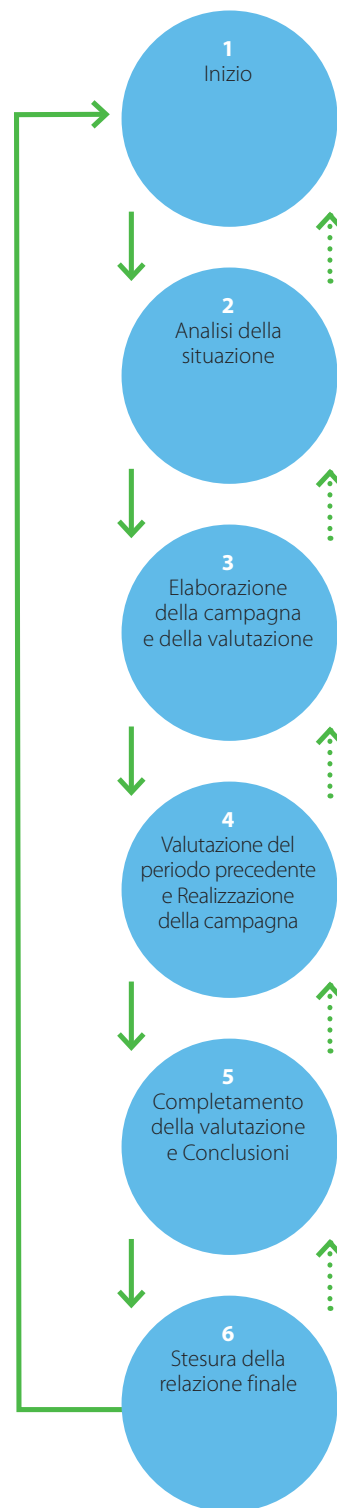 1
Inizio
2
Analisi della
situazione
3
Elaborazione
della campagna
e della valutazione
4
Valutazione del
periodo precedente
e Realizzazione
della campagna
5
Completamento
della valutazione
e Conclusioni
6
Stesura della
relazione finale